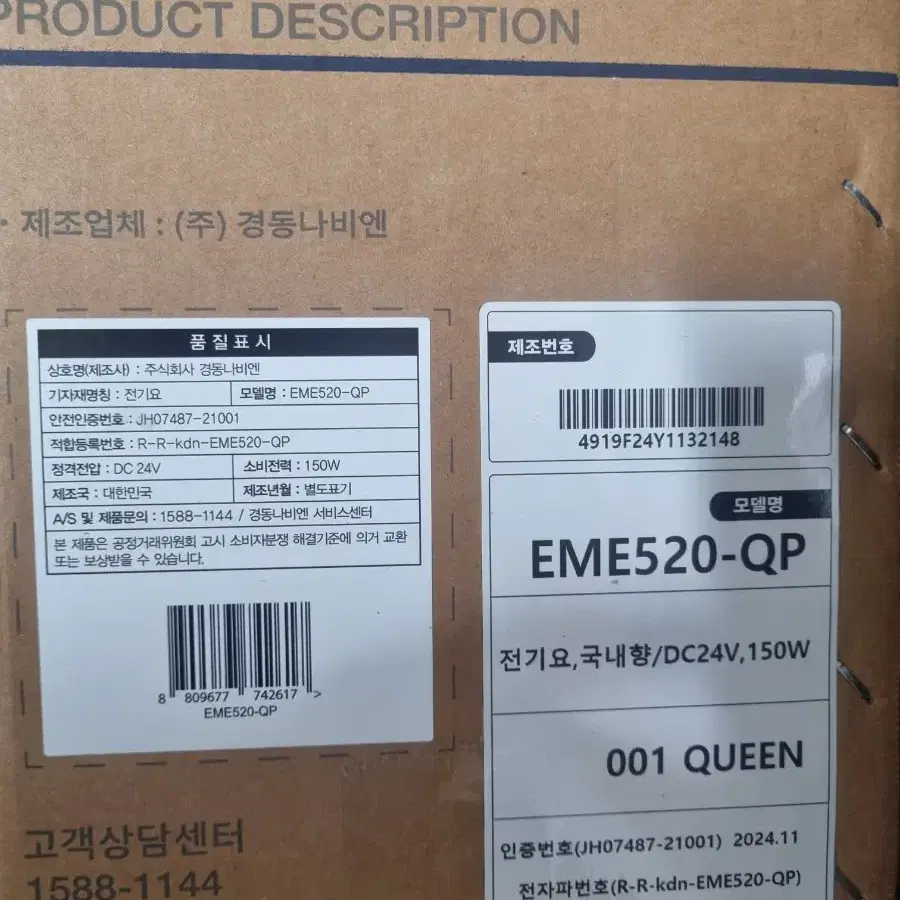 PRODUCT DESCRIPTION
· 제조업체 : (주) 경동나비엔
품질표시
상호명(제조사) : 주식회사 경동나비엔
기자재명칭 : 전기요 모델명 : EME520-QP
안전인증번호 : JH07487-21001
적합등록번호 : R-R-kdn-EME520-QP
정격전압 : DC 24V 소비전력 : 150W
제조국 : 대한민국 제조년월 : 별도표기
A/S 및 제품문의 : 1588-1144 / 경동나비엔 서비스센터
본 제품은 공정거래위원회 고시 소비자분쟁 해결기준에 의거 교환
또는 보상받을 수 있습니다.
8 809677 742617 >
EME520-QP
제조번호
4919F24Y1132148
모델명
EME520-QP
전기요,국내향/DC24V,150W
001 QUEEN
인증번호(JH07487-21001) 2024.11
전자파번호(R-R-kdn-EME520-QP)
고객상담센터
1588-1144